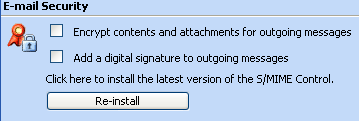 E-mail Security
Encrypt contents and attachments for outgoing messages
Add a digital signature to outgoing messages
Click here to install the latest version of the S/MIME Control.
Re-install